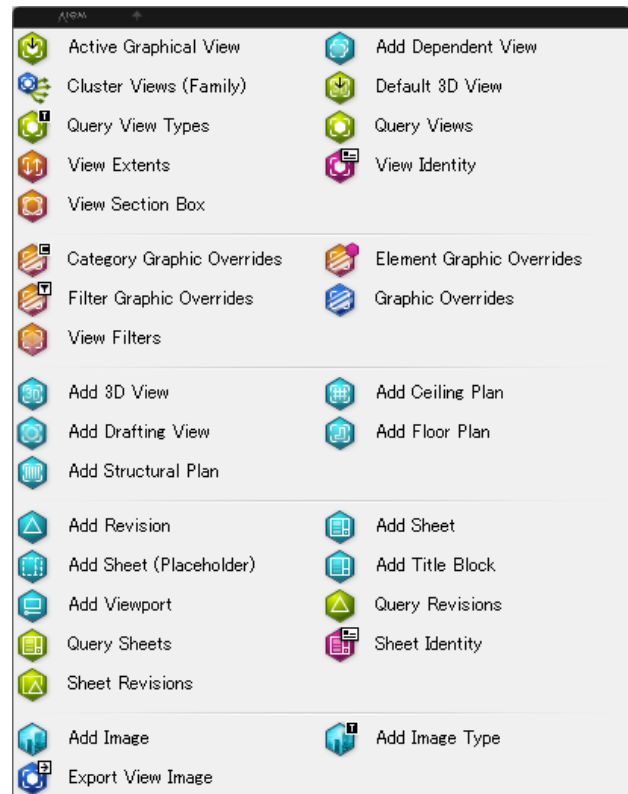 View
Active Graphical View
Add Dependent View
Cluster Views (Family)
Default 3D View
Query View Types
Query Views
View Extents
View Identity
View Section Box
Category Graphic Overrides
Element Graphic Overrides
Filter Graphic Overrides
Graphic Overrides
View Filters
Add 3D View
Add Ceiling Plan
Add Drafting View
Add Floor Plan
Add Structural Plan
Add Revision
Add Sheet
Add Sheet (Placeholder)
Add Title Block
Add Viewport
Query Revisions
Query Sheets
Sheet Identity
Sheet Revisions
Add Image
Add Image Type
Export View Image